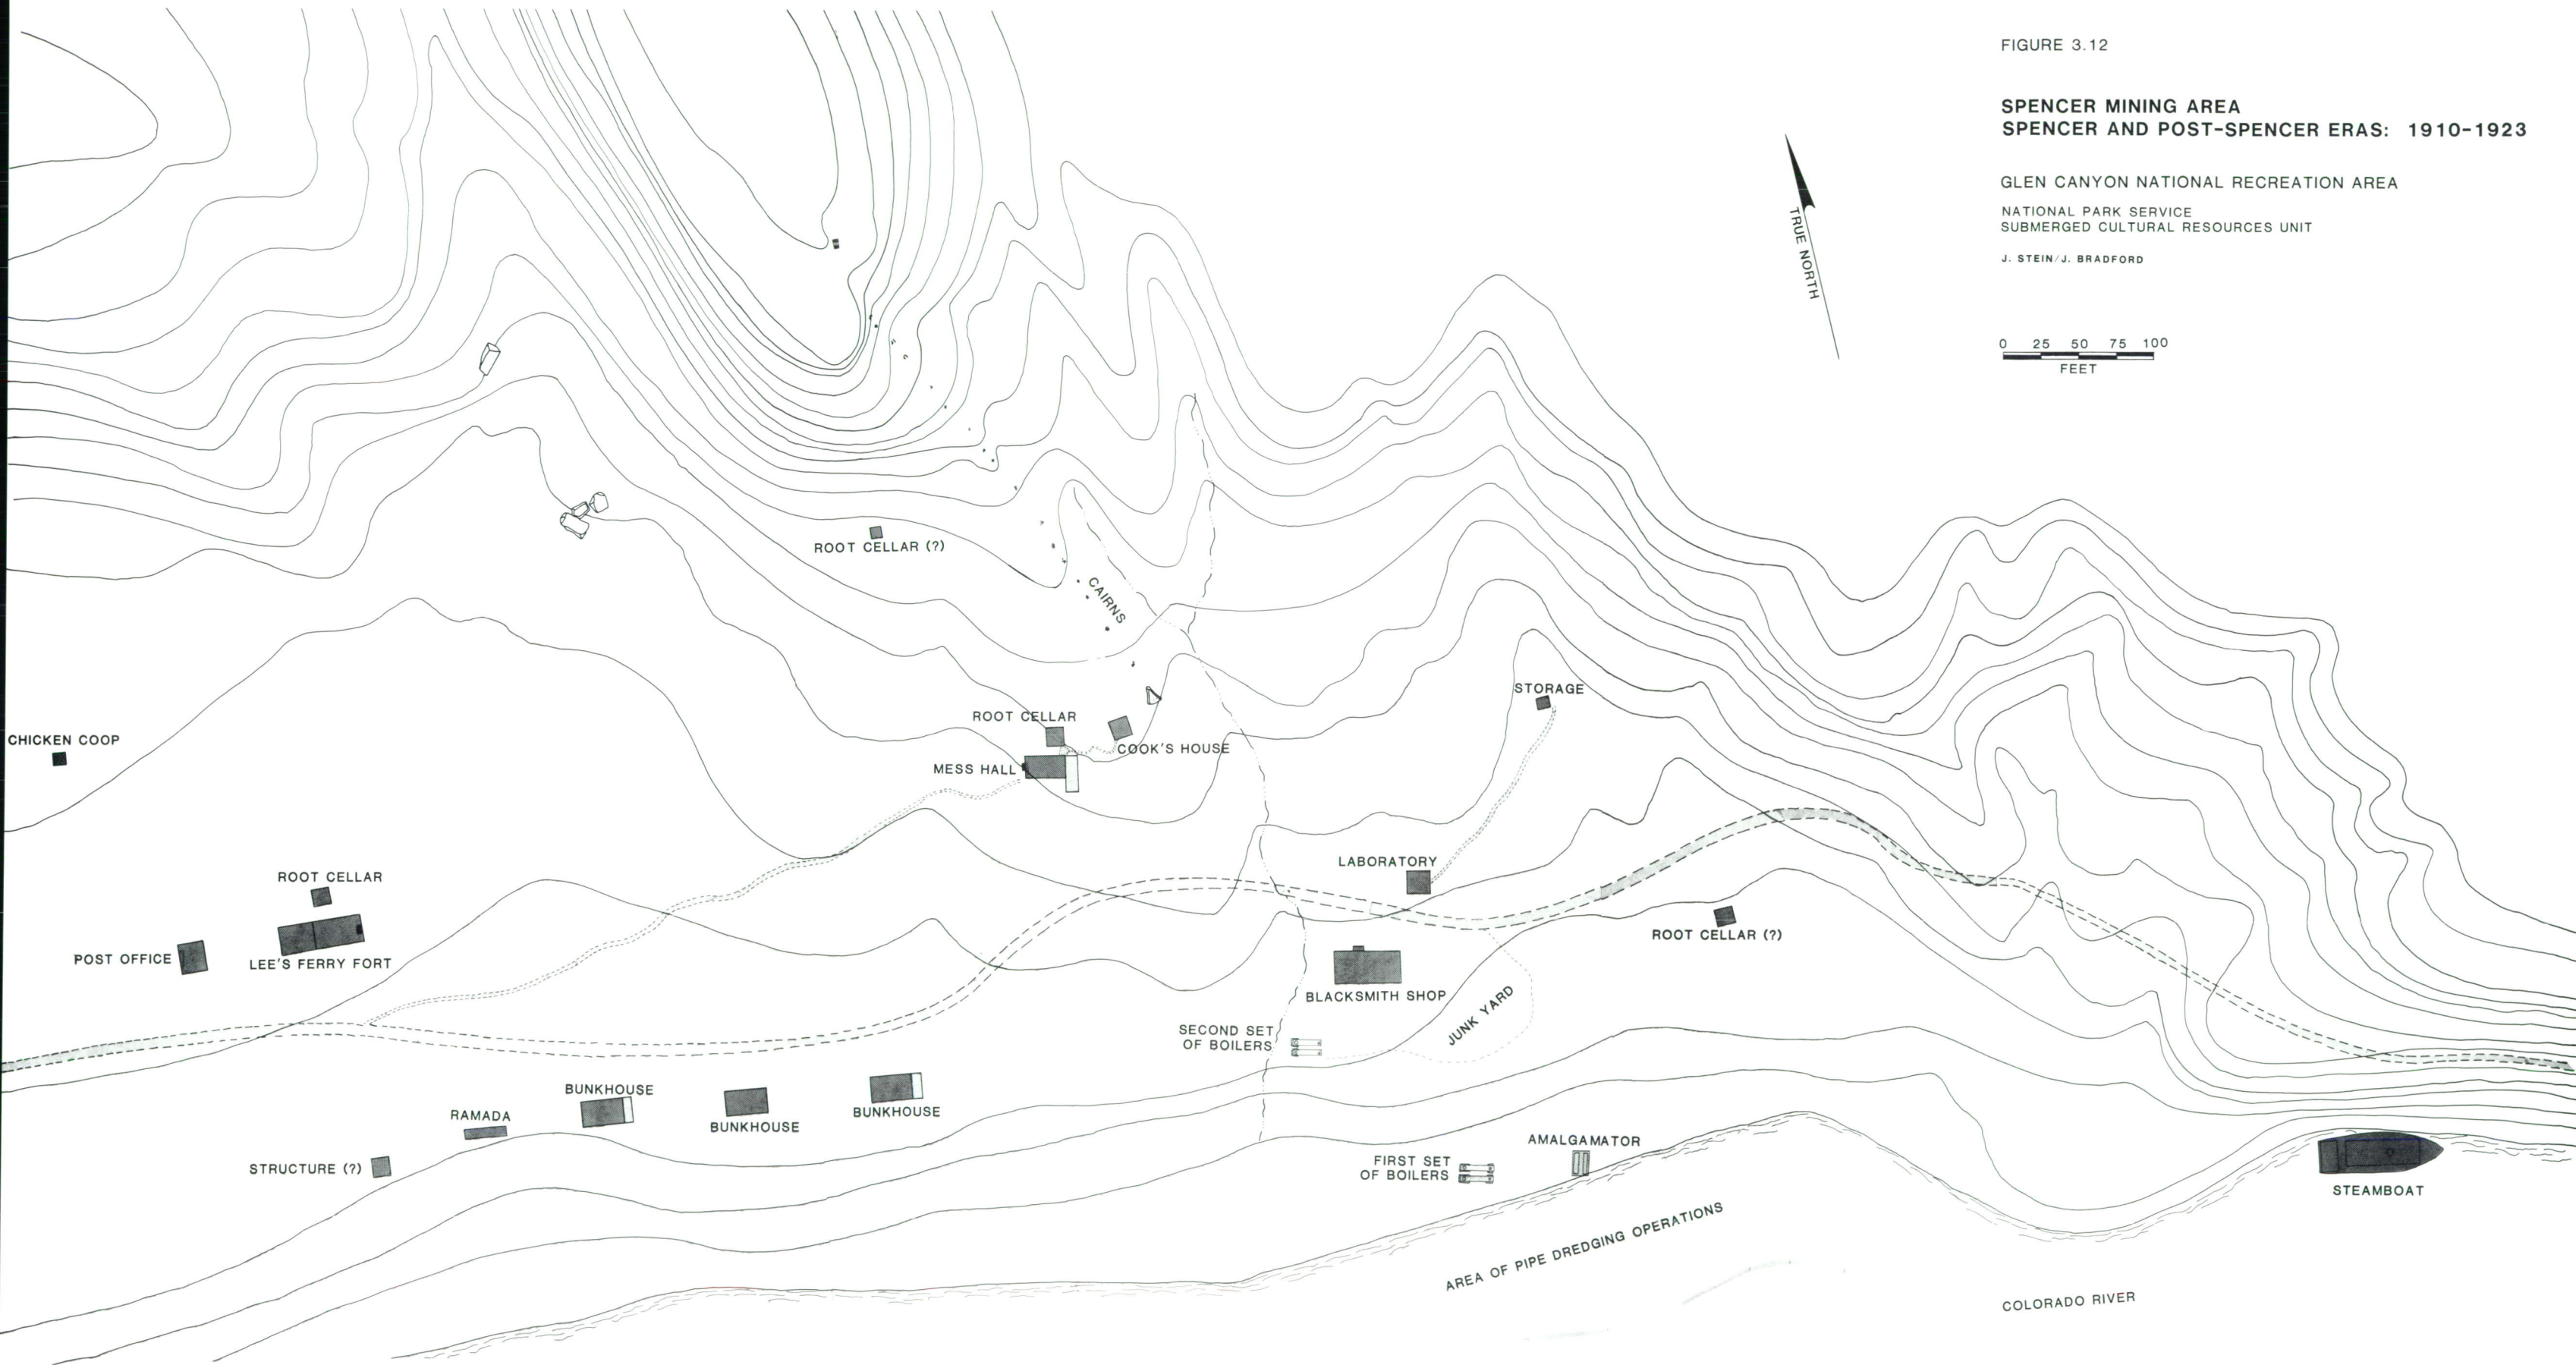 FIGURE 3.12
SPENCER MINING AREA
SPENCER AND POST-SPENCER ERAS: 1910-1923
GLEN CANYON NATIONAL RECREATION AREA
NATIONAL PARK SERVICE
SUBMERGED CULTURAL RESOURCES UNIT
J. STEIN/J. BRADFORD
TRUE NORTH
0 25 50 75 100
FEET
ROOT CELLAR (?)
CAIRNS
STORAGE
ROOT CELLAR
COOK'S HOUSE
CHICKEN COOP
MESS HALL
LABORATORY
ROOT CELLAR
ROOT CELLAR (?)
POST OFFICE
LEE'S FERRY FORT
BLACKSMITH SHOP
JUNK YARD
SECOND SET
OF BOILERS
BUNKHOUSE
RAMADA
BUNKHOUSE
BUNKHOUSE
STRUCTURE (?)
AMALGAMATOR
FIRST SET
OF BOILERS
STEAMBOAT
AREA OF PIPE DREDGING OPERATIONS
COLORADO RIVER